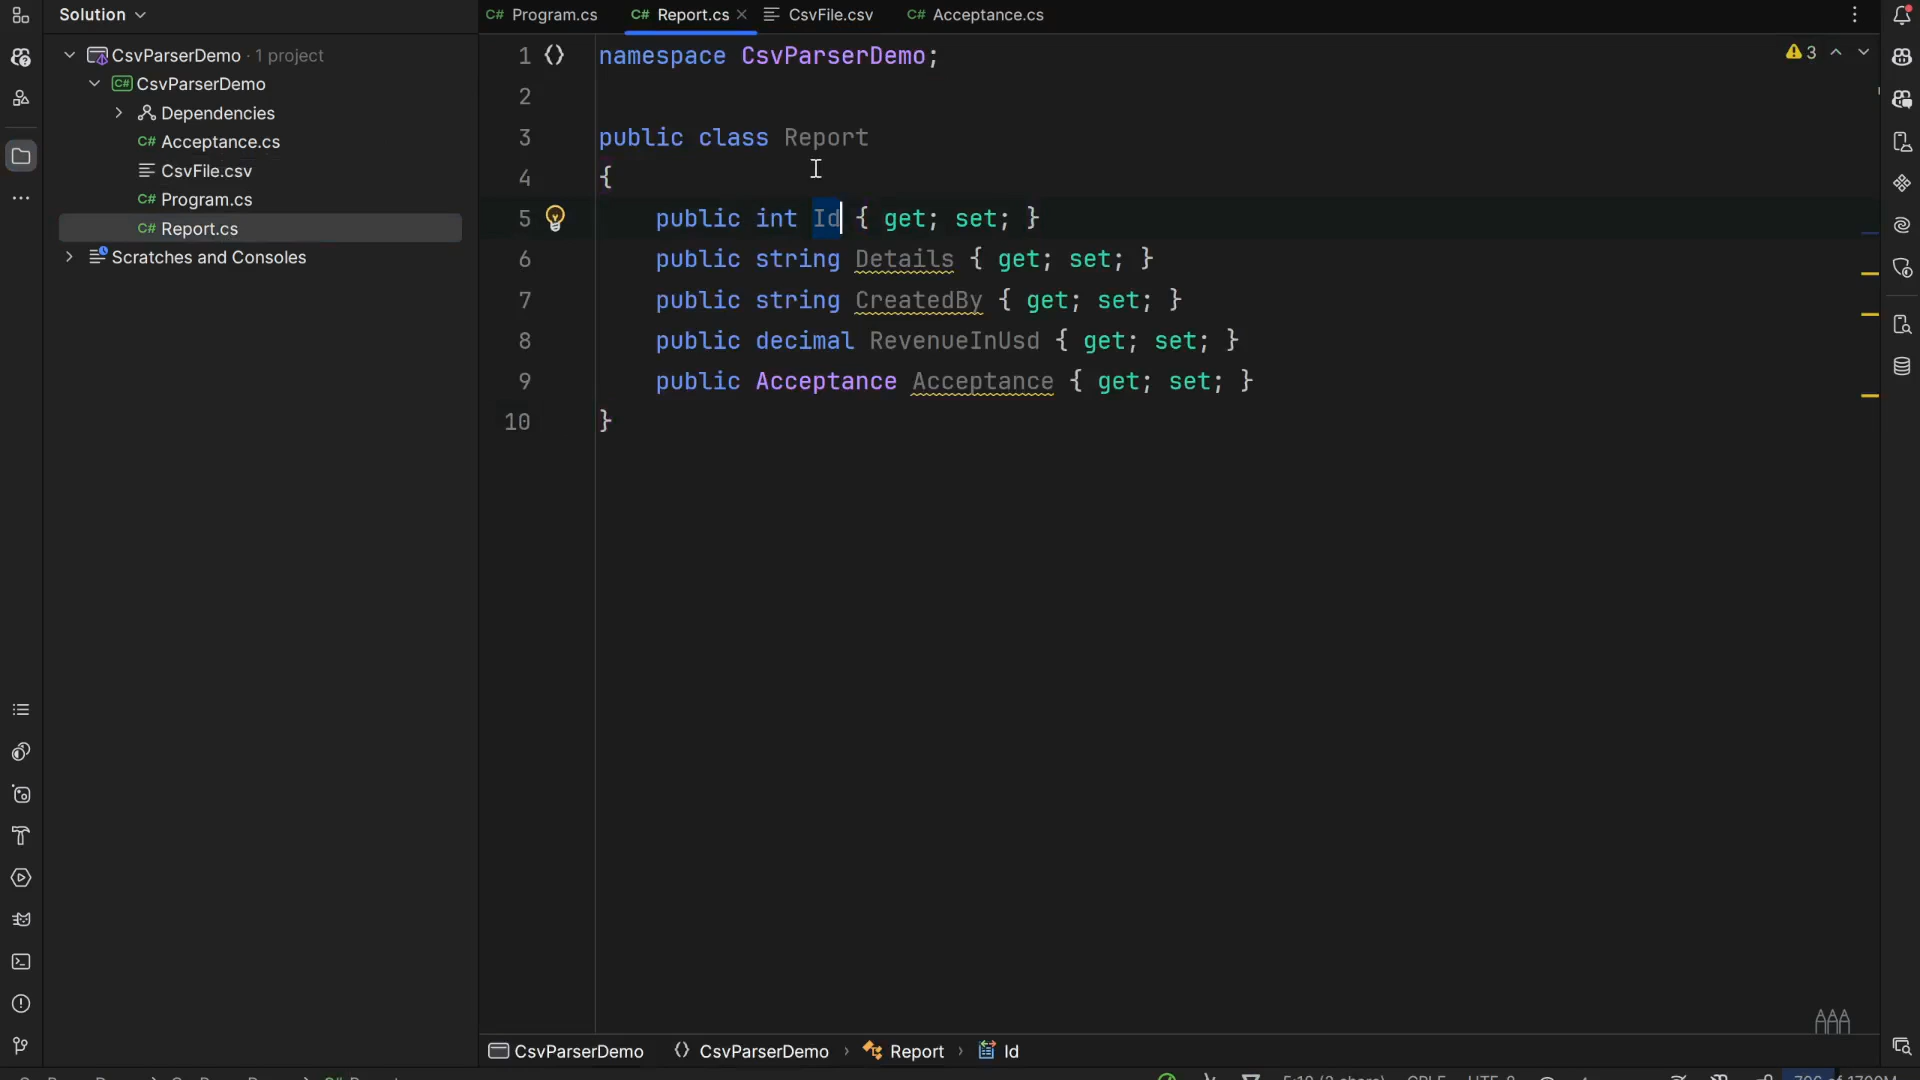 Solution
Program.cs
Report.cs
CsvFile.csv
Acceptance.cs
CsvParserDemo · 1 project
CsvParserDemo
Dependencies
Acceptance.cs
CsvFile.csv
Program.cs
Report.cs
Scratches and Consoles
1 namespace CsvParserDemo;
2
3 public class Report
4 {
5 public int Id { get; set; }
6 public string Details { get; set; }
7 public string CreatedBy { get; set; }
8 public decimal RevenueInUsd { get; set; }
9 public Acceptance Acceptance { get; set; }
10 }
3
CsvParserDemo
CsvParserDemo › Report › Id